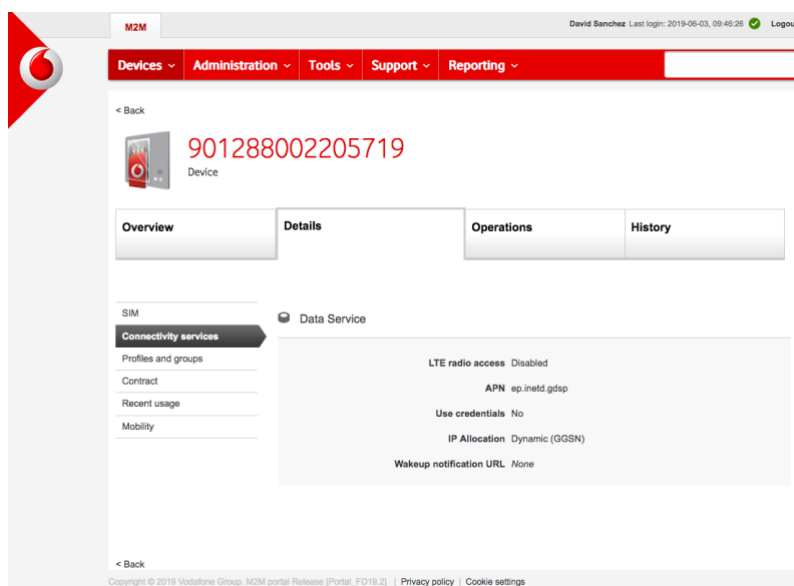 M2M
David Sanchez Last login: 2019-06-03, 09:46:26
Devices Administration Tools Support Reporting
< Back
901288002205719
Device
Overview Details Operations History
SIM
Connectivity services
Profiles and groups
Contract
Recent usage
Mobility
Data Service
LTE radio access Disabled
APN ep.inetd.gdsp
Use credentials No
IP Allocation Dynamic (GGSN)
Wakeup notification URL None
< Back
Copyright © 2019 Vodafone Group. M2M portal Release [Portal_FD19.2] | Privacy policy | Cookie settings